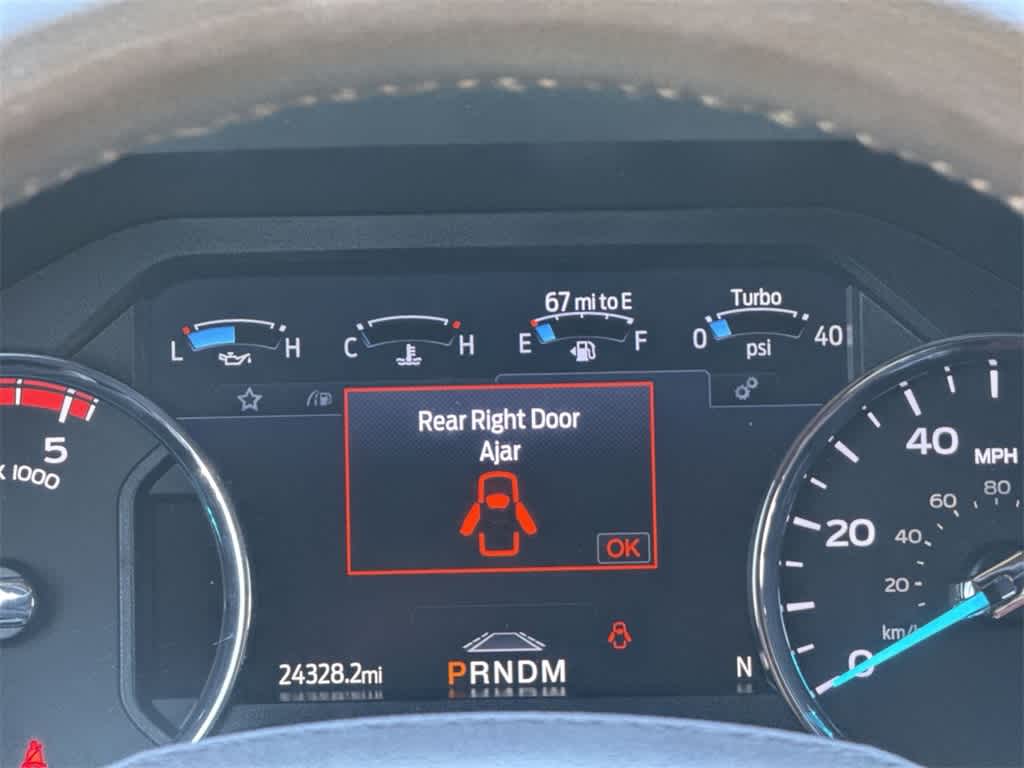 67 mi to E
Turbo
L H
C H
E F
0 40
psi
Rear Right Door
Ajar
OK
5
X 1000
40
MPH
80
60
20
40
20
km/
0
24328.2mi
PRNDM
N